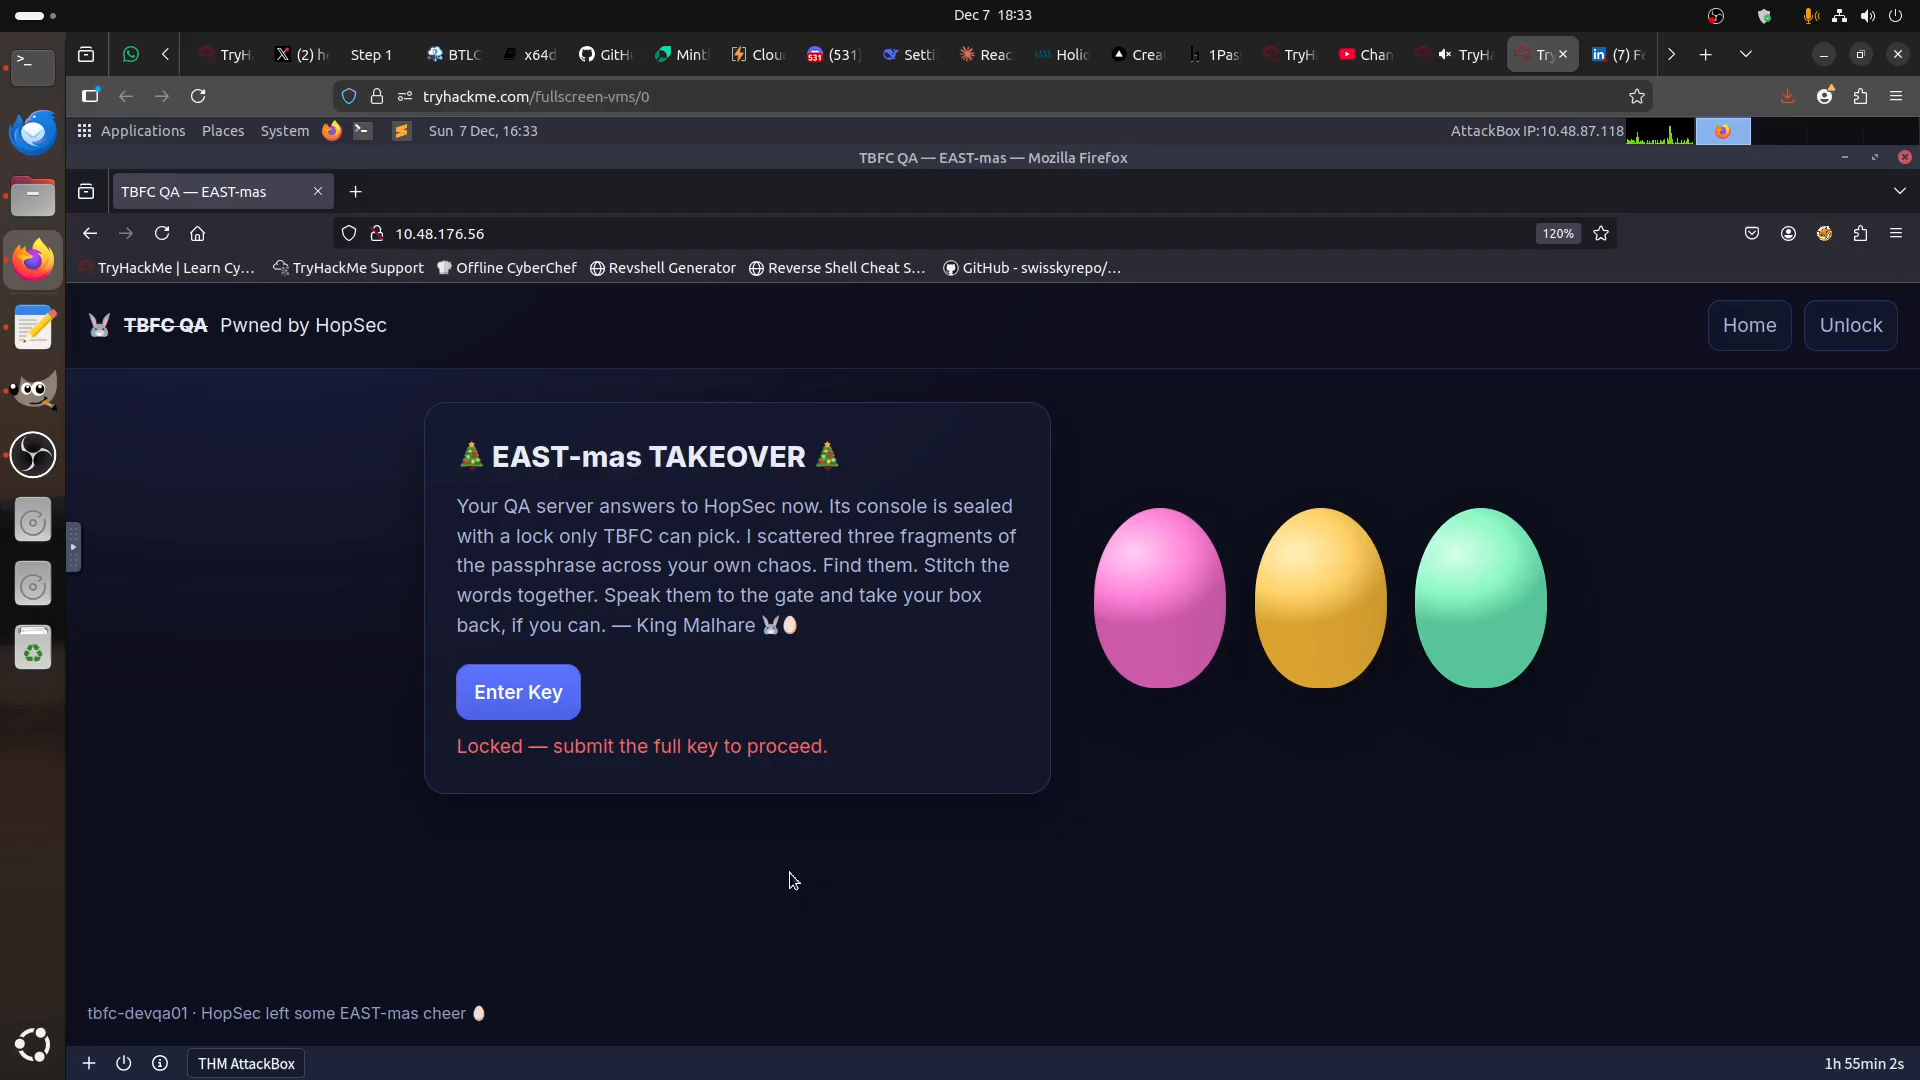 Dec 7 18:33
TryH
(2) h
Step 1
BTLC
x64d
GitHu
Mintl
Clou
(531)
Setti
Reac
Holid
Crea
1Pas
TryH
Chan
TryHa
Try
(7) Fe
tryhackme.com/fullscreen-vms/0
Applications Places System Sun 7 Dec, 16:33
AttackBox IP:10.48.87.118
TBFC QA — EAST-mas — Mozilla Firefox
TBFC QA — EAST-mas
10.48.176.56
120%
TryHackMe | Learn Cy…
TryHackMe Support
Offline CyberChef
Revshell Generator
Reverse Shell Cheat S…
GitHub - swisskyrepo/…
TBFC QA Pwned by HopSec
Home
Unlock
🎄 EAST-mas TAKEOVER 🎄
Your QA server answers to HopSec now. Its console is sealed
with a lock only TBFC can pick. I scattered three fragments of
the passphrase across your own chaos. Find them. Stitch the
words together. Speak them to the gate and take your box
back, if you can. — King Malhare 🐰🥚
Enter Key
Locked — submit the full key to proceed.
tbfc-devqa01 · HopSec left some EAST-mas cheer 🥚
THM AttackBox
1h 55min 2s